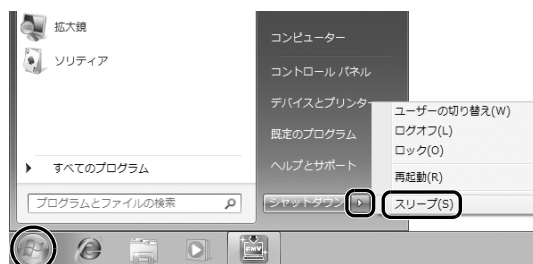 拡大鏡
ソリティア
すべてのプログラム
プログラムとファイルの検索
コンピューター
コントロール パネル
デバイスとプリンター
既定のプログラム
ヘルプとサポート
シャットダウン
ユーザーの切り替え(W)
ログオフ(L)
ロック(O)
再起動(R)
スリープ(S)
FMV